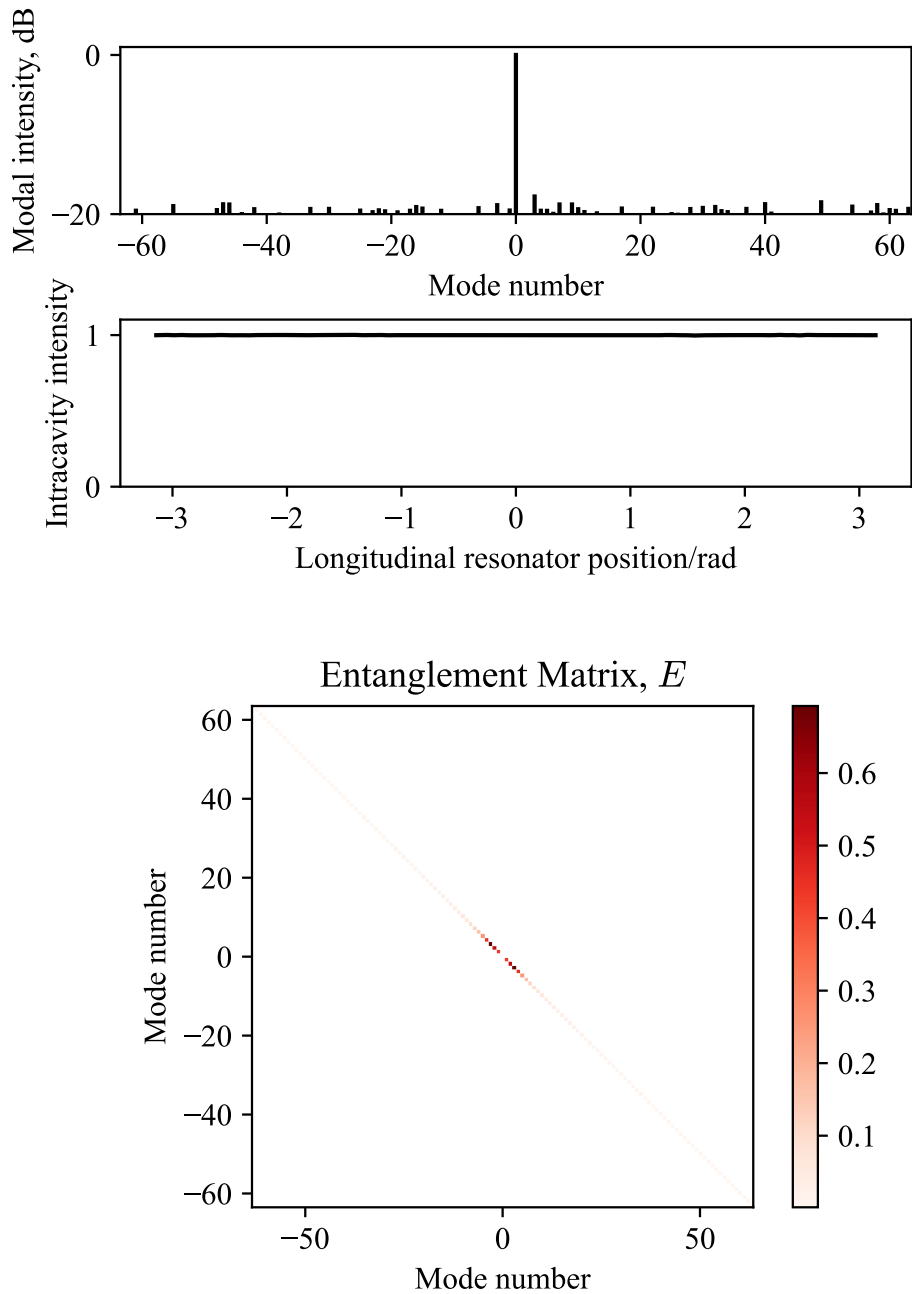 Modal intensity, dB
0
−20
−60 −40 −20 0 20 40 60
Mode number
Intracavity intensity
1
0
−3 −2 −1 0 1 2 3
Longitudinal resonator position/rad
Entanglement Matrix, E
Mode number
60
40
20
0
−20
−40
−60
−50 0 50
Mode number
0.6
0.5
0.4
0.3
0.2
0.1